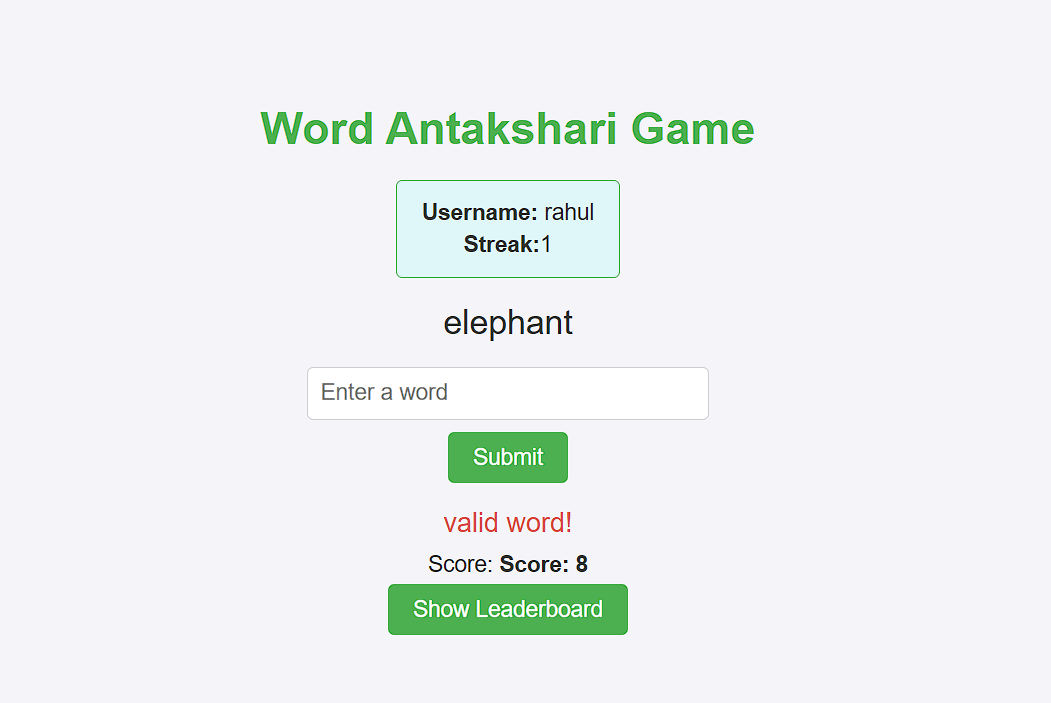 Word Antakshari Game
Username: rahul
Streak:1
elephant
Enter a word
Submit
valid word!
Score: Score: 8
Show Leaderboard